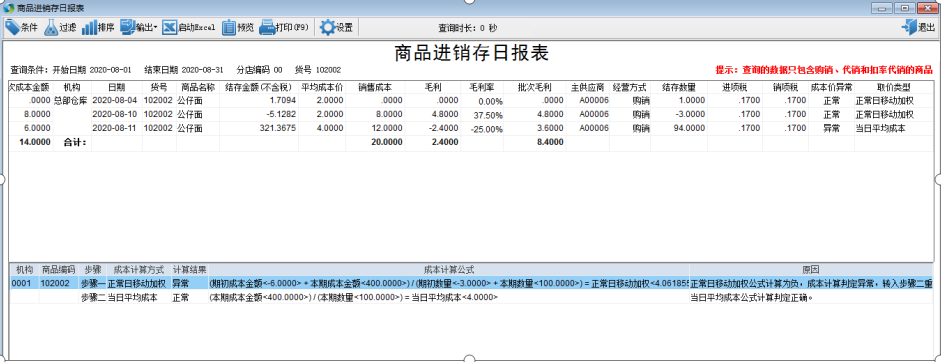 商品进销存日报表
条件 过滤 排序 输出 启动Excel 预览 打印(F9) 设置 查询时长: 0 秒 退出
商品进销存日报表
查询条件: 开始日期 2020-08-01 结束日期 2020-08-31 分店编码 00 货号 102002 提示: 查询的数据只包含购销、代销和扣率代销的商品
欠成本金额 机构 日期 货号 商品名称 结存金额(不含税) 平均成本价 销售成本 毛利 毛利率 批次毛利 主供应商 经营方式 结存数量 进项税 销项税 成本价异常 取价类型
.0000 总部仓库 2020-08-04 102002 公仔面 1.7094 2.0000 .0000 .0000 0.00% .0000 A00006 购销 1.0000 .1700 .1700 正常 正常日移动加权
8.0000 2020-08-10 102002 公仔面 -5.1282 2.0000 8.0000 4.8000 37.50% 4.8000 A00006 购销 -3.0000 .1700 .1700 正常 正常日移动加权
6.0000 2020-08-11 102002 公仔面 321.3675 4.0000 12.0000 -2.4000 -25.00% 3.6000 A00006 购销 94.0000 .1700 .1700 异常 当日平均成本
14.0000 合计: 20.0000 2.4000 8.4000
机构 商品编码 步骤 成本计算方式 计算结果 成本计算公式 原因
0001 102002 步骤一 正常日移动加权 异常 (期初成本金额<-6.0000> + 本期成本金额<400.0000>) / (期初数量<-3.0000> + 本期数量<100.0000>) = 正常日移动加权<4.06185 正常日移动加权公式计算为负，成本计算判定异常，转入步骤二重
步骤二 当日平均成本 正常 (本期成本金额<400.0000>) / (本期数量<100.0000>) = 当日平均成本<4.0000> 当日平均成本公式计算判定正确。